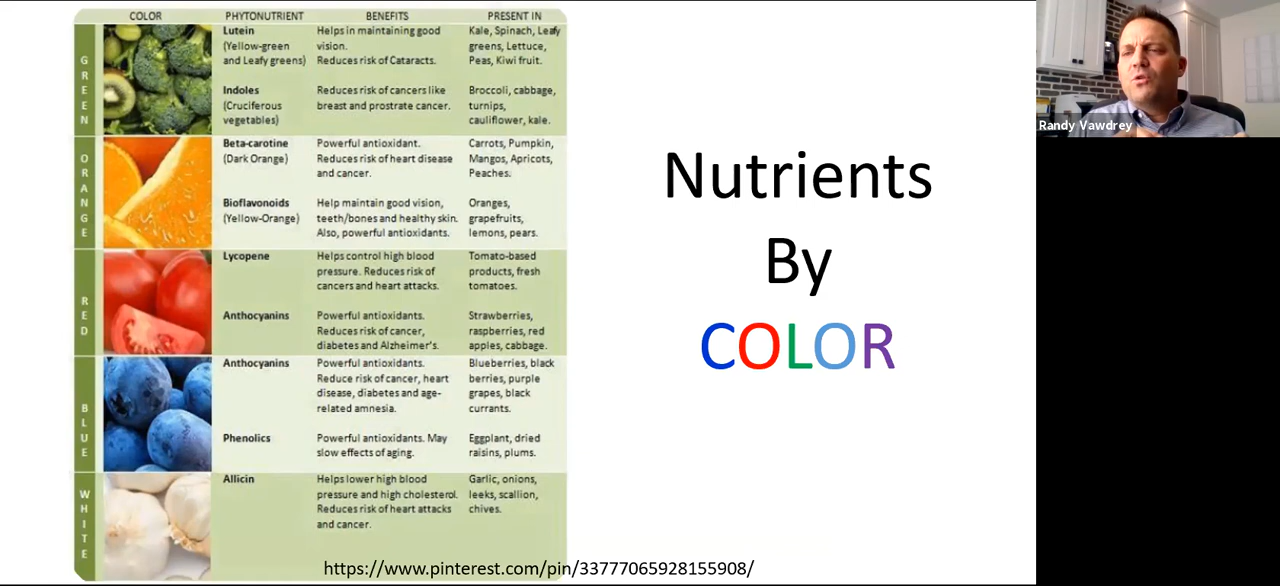 COLOR PHYTONUTRIENT BENEFITS PRESENT IN
GREEN
Lutein
(Yellow-green
and Leafy greens)
Helps in maintaining good
vision.
Reduces risk of Cataracts.
Kale, Spinach, Leafy
greens, Lettuce,
Peas, Kiwi fruit.
Indoles
(Cruciferous
vegetables)
Reduces risk of cancers like
breast and prostrate cancer.
Broccoli, cabbage,
turnips,
cauliflower, kale.
ORANGE
Beta-carotine
(Dark Orange)
Powerful antioxidant.
Reduces risk of heart disease
and cancer.
Carrots, Pumpkin,
Mangos, Apricots,
Peaches.
Bioflavonoids
(Yellow-Orange)
Help maintain good vision,
teeth/bones and healthy skin.
Also, powerful antioxidants.
Oranges,
grapefruits,
lemons, pears.
RED
Lycopene
Helps control high blood
pressure. Reduces risk of
cancers and heart attacks.
Tomato-based
products, fresh
tomatoes.
Anthocyanins
Powerful antioxidants.
Reduces risk of cancer,
diabetes and Alzheimer's.
Strawberries,
raspberries, red
apples, cabbage.
BLUE
Anthocyanins
Powerful antioxidants.
Reduce risk of cancer, heart
disease, diabetes and age-
related amnesia.
Blueberries, black
berries, purple
grapes, black
currants.
Phenolics
Powerful antioxidants. May
slow effects of aging.
Eggplant, dried
raisins, plums.
WHITE
Allicin
Helps lower high blood
pressure and high cholesterol.
Reduces risk of heart attacks
and cancer.
Garlic, onions,
leeks, scallion,
chives.
https://www.pinterest.com/pin/33777065928155908/
Nutrients
By
COLOR
Randy Vawdrey